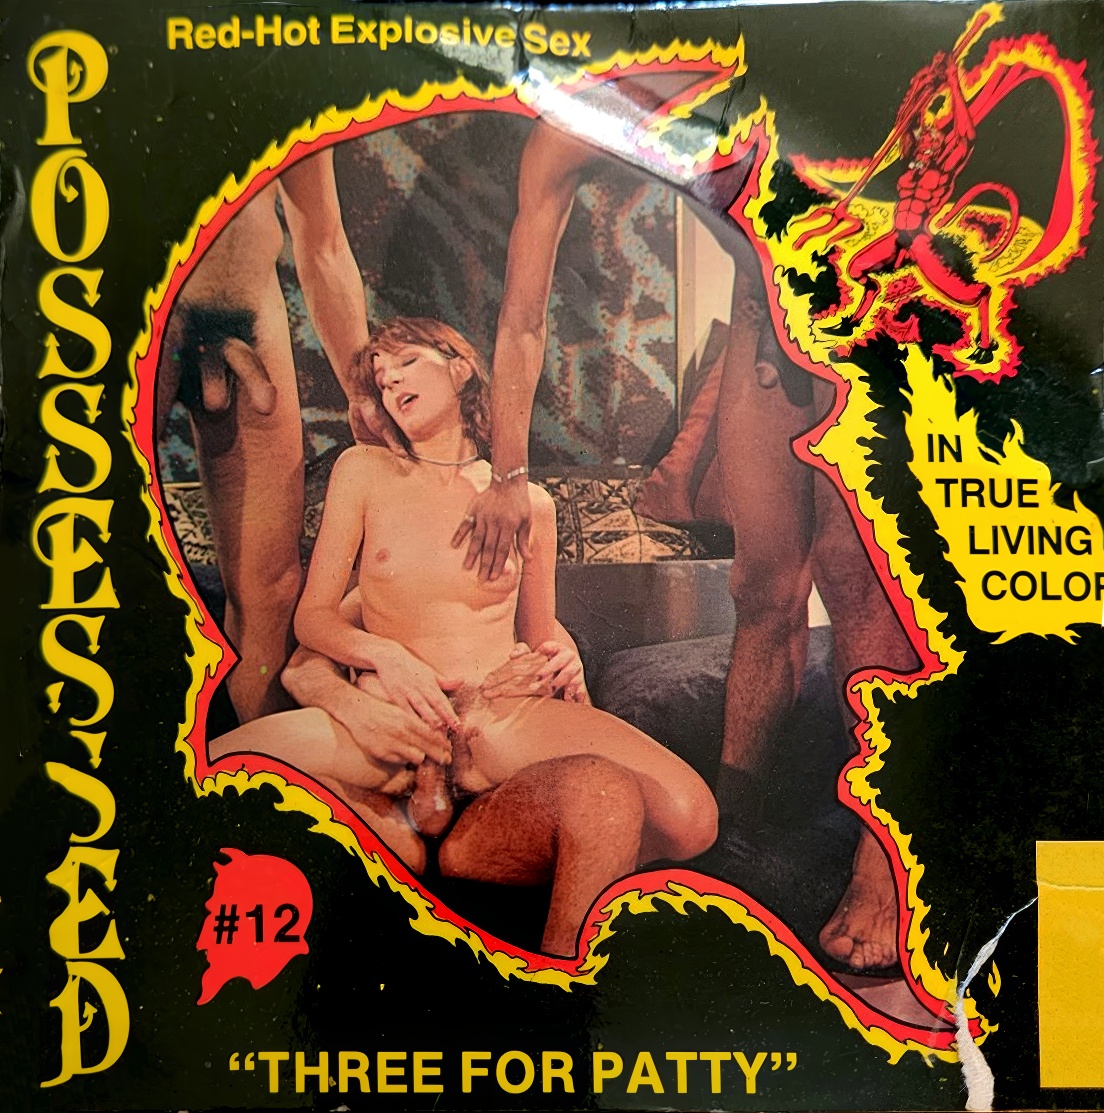 Red-Hot Explosive Sex
POSSESSED
IN
TRUE
LIVING
COLOR
#12
“THREE FOR PATTY”